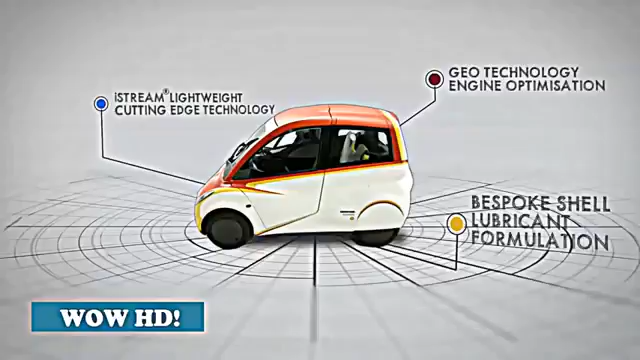 iSTREAM® LIGHTWEIGHT
CUTTING EDGE TECHNOLOGY
GEO TECHNOLOGY
ENGINE OPTIMISATION
BESPOKE SHELL
LUBRICANT
FORMULATION
WOW HD!